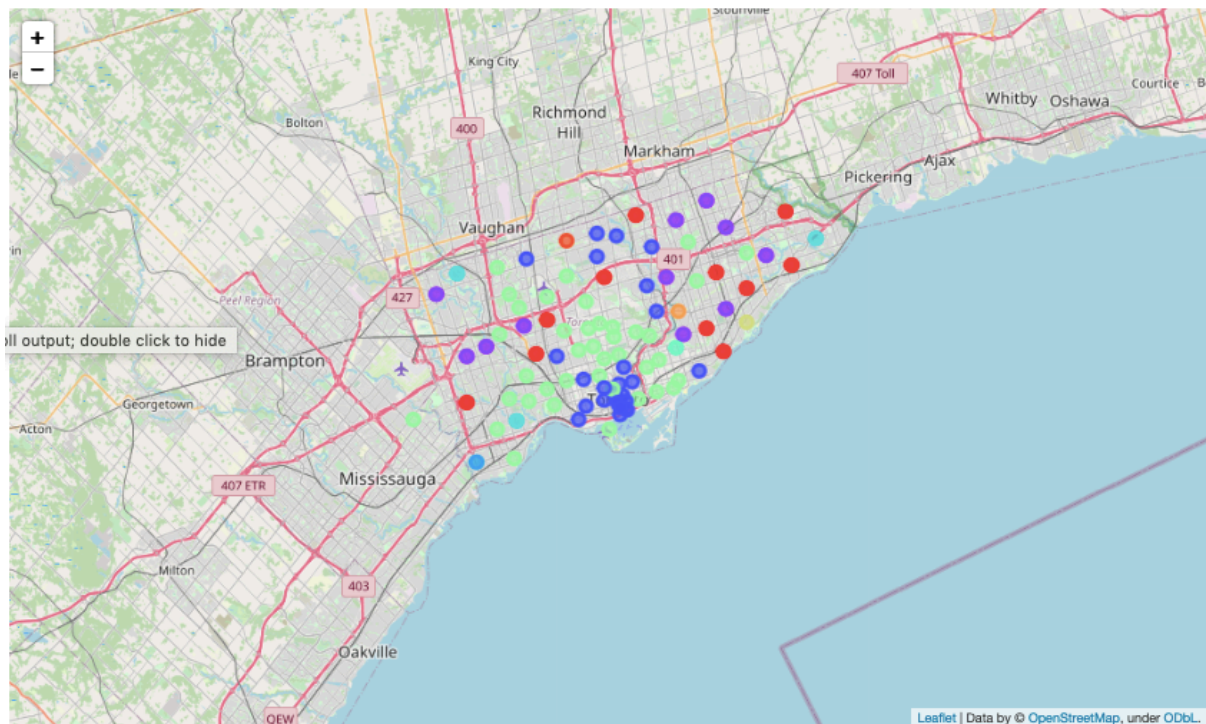 +
−
Stouffville
King City
407 Toll
Courtice
Whitby
Oshawa
Richmond
Hill
Bolton
400
Markham
Ajax
Pickering
Vaughan
401
427
Peel Region
oll output; double click to hide
Brampton
Georgetown
Acton
Mississauga
407 ETR
Milton
403
Oakville
QEW
Leaflet | Data by © OpenStreetMap, under ODbL.